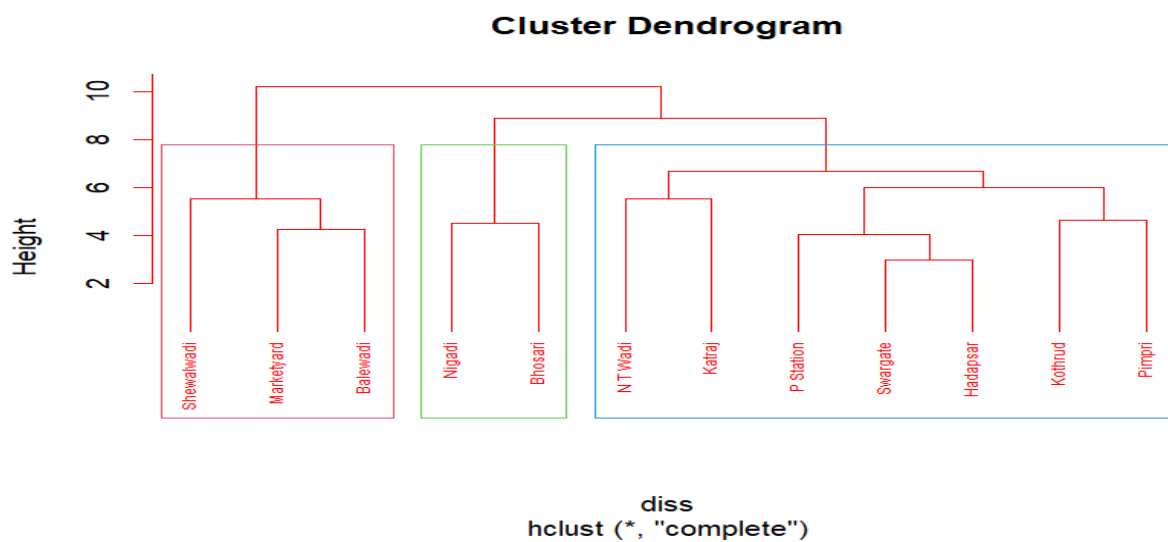 Cluster Dendrogram
Height
10
8
6
4
2
Shewalwadi
Marketyard
Balewadi
Nigadi
Bhosari
N T Wadi
Katraj
P Station
Swargate
Hadapsar
Kothrud
Pimpri
diss
hclust (*, "complete")